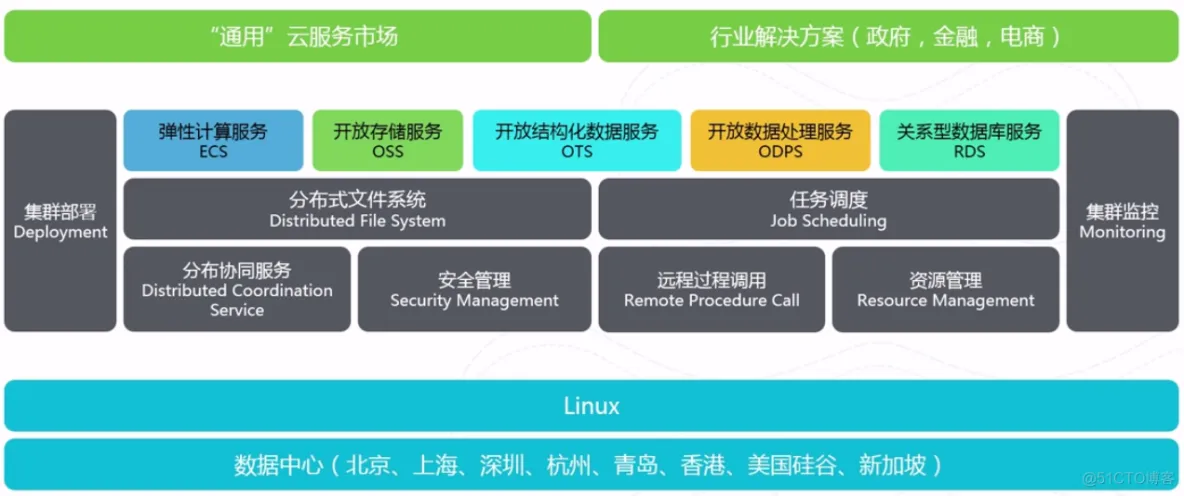 “通用”云服务市场
行业解决方案（政府，金融，电商）
集群部署
Deployment
弹性计算服务
ECS
开放存储服务
OSS
开放结构化数据服务
OTS
开放数据处理服务
ODPS
关系型数据库服务
RDS
分布式文件系统
Distributed File System
任务调度
Job Scheduling
分布协同服务
Distributed Coordination
Service
安全管理
Security Management
远程过程调用
Remote Procedure Call
资源管理
Resource Management
集群监控
Monitoring
Linux
数据中心（北京、上海、深圳、杭州、青岛、香港、美国硅谷、新加坡）
@51CTO博客